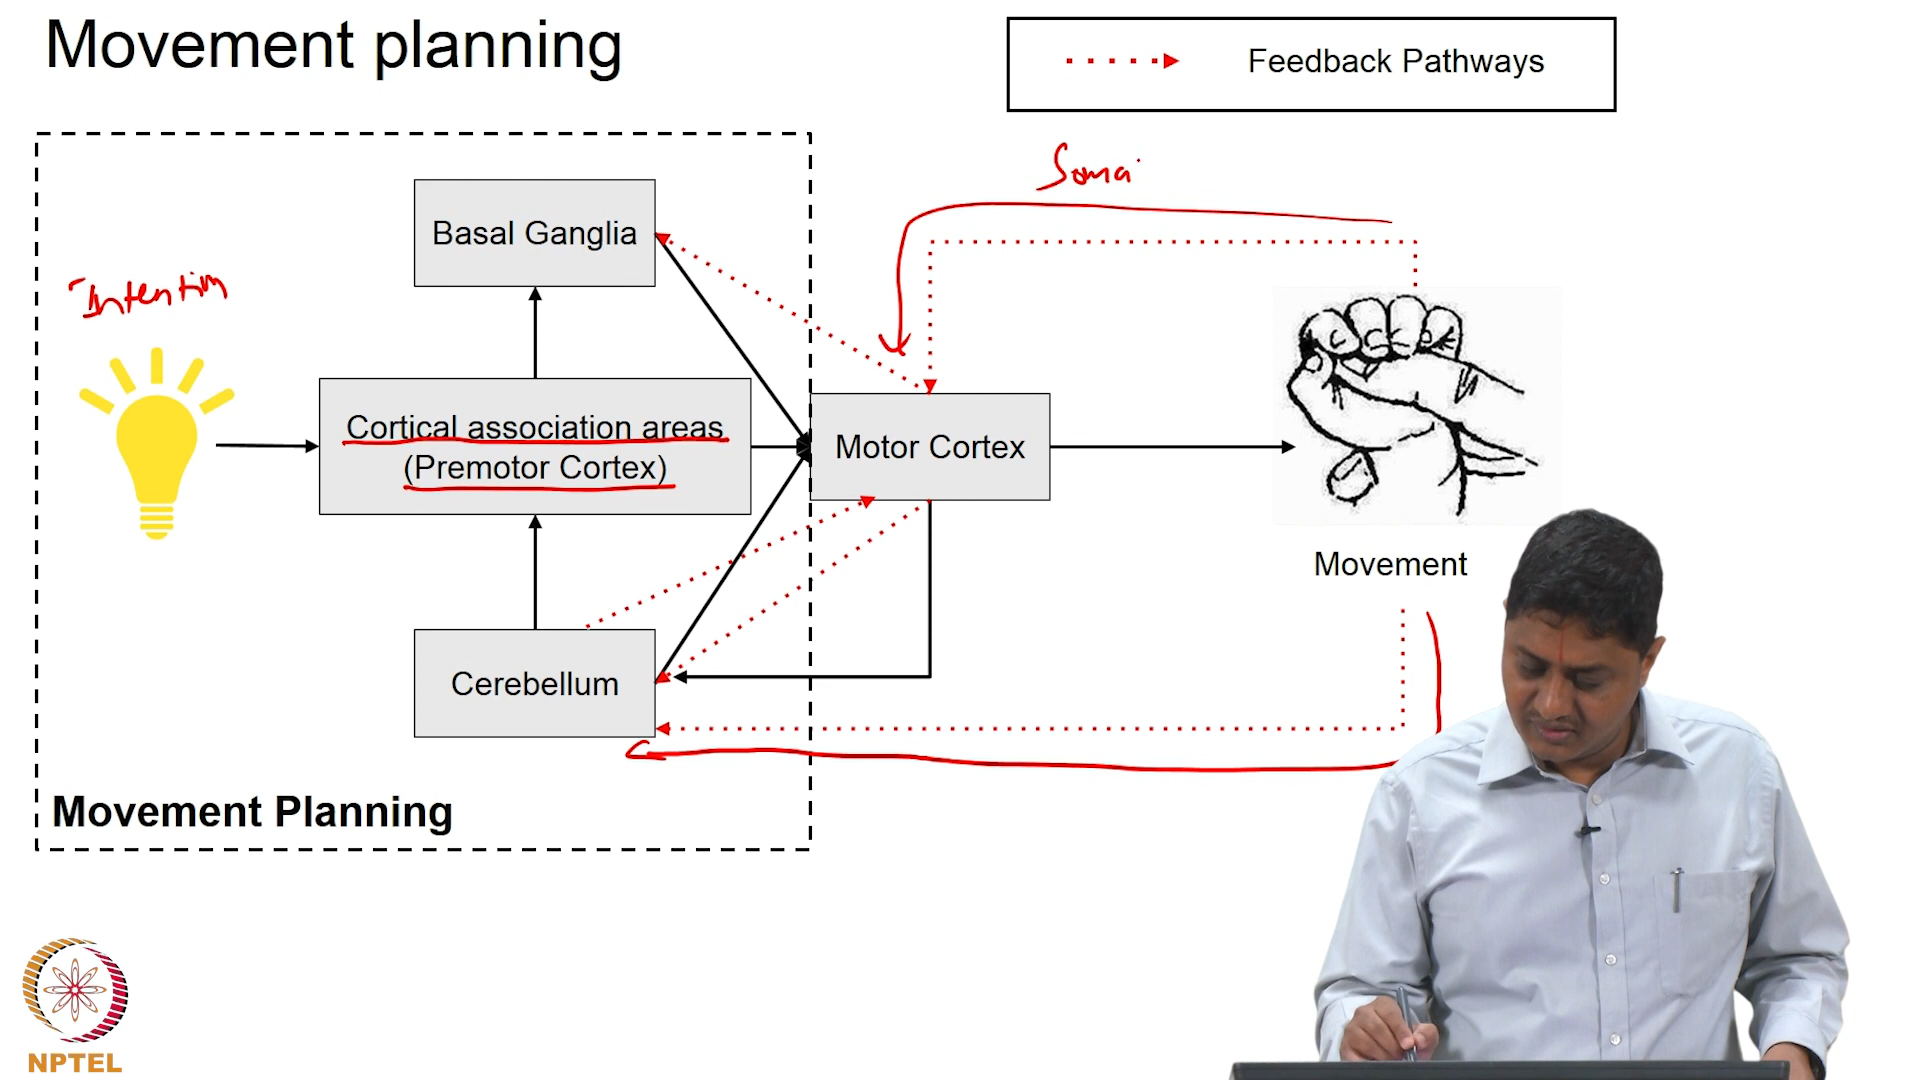 Movement planning
Feedback Pathways
Soma
Basal Ganglia
Intention
Cortical association areas
(Premotor Cortex)
Motor Cortex
Movement
Cerebellum
Movement Planning
NPTEL